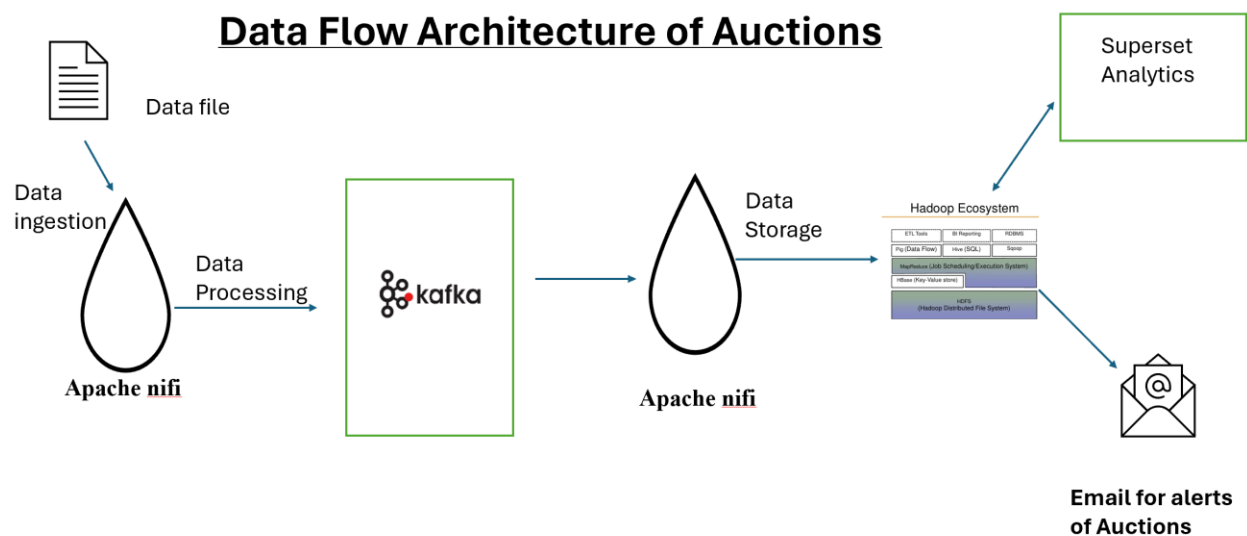 Data Flow Architecture of Auctions
Superset
Analytics
Data file
Data
ingestion
Data
Processing
Apache nifi
kafka
Apache nifi
Data
Storage
Hadoop Ecosystem
ETL Tools
BI Reporting
RDBMS
Pig (Data Flow)
Hive (SQL)
Sqoop
MapReduce (Job Scheduling/Execution System)
HBase (Key-Value store)
HDFS
(Hadoop Distributed File System)
@
Email for alerts
of Auctions